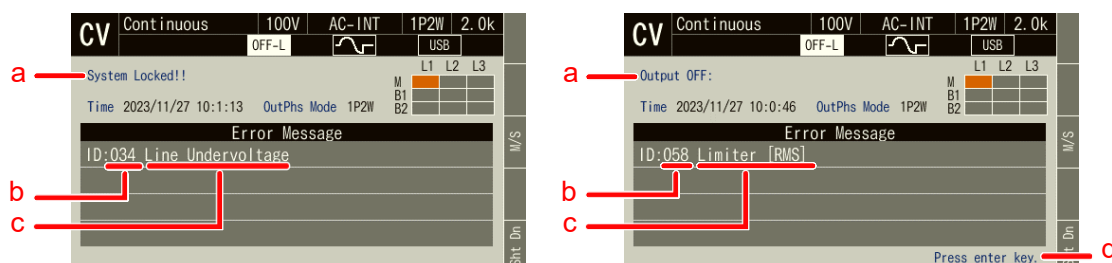 CV Continuous 100V AC-INT 1P2W 2.0k
OFF-L USB
a System Locked!! L1 L2 L3
M
B1
Time 2023/11/27 10:1:13 OutPhs Mode 1P2W B2
Error Message
ID:034 Line Undervoltage
M/S
b
c
Sht Dn
CV Continuous 100V AC-INT 1P2W 2.0k
OFF-L USB
a Output OFF: L1 L2 L3
M
B1
Time 2023/11/27 10:0:46 OutPhs Mode 1P2W B2
Error Message
ID:058 Limiter [RMS]
M/S
b
c
Dn
Press enter key. d